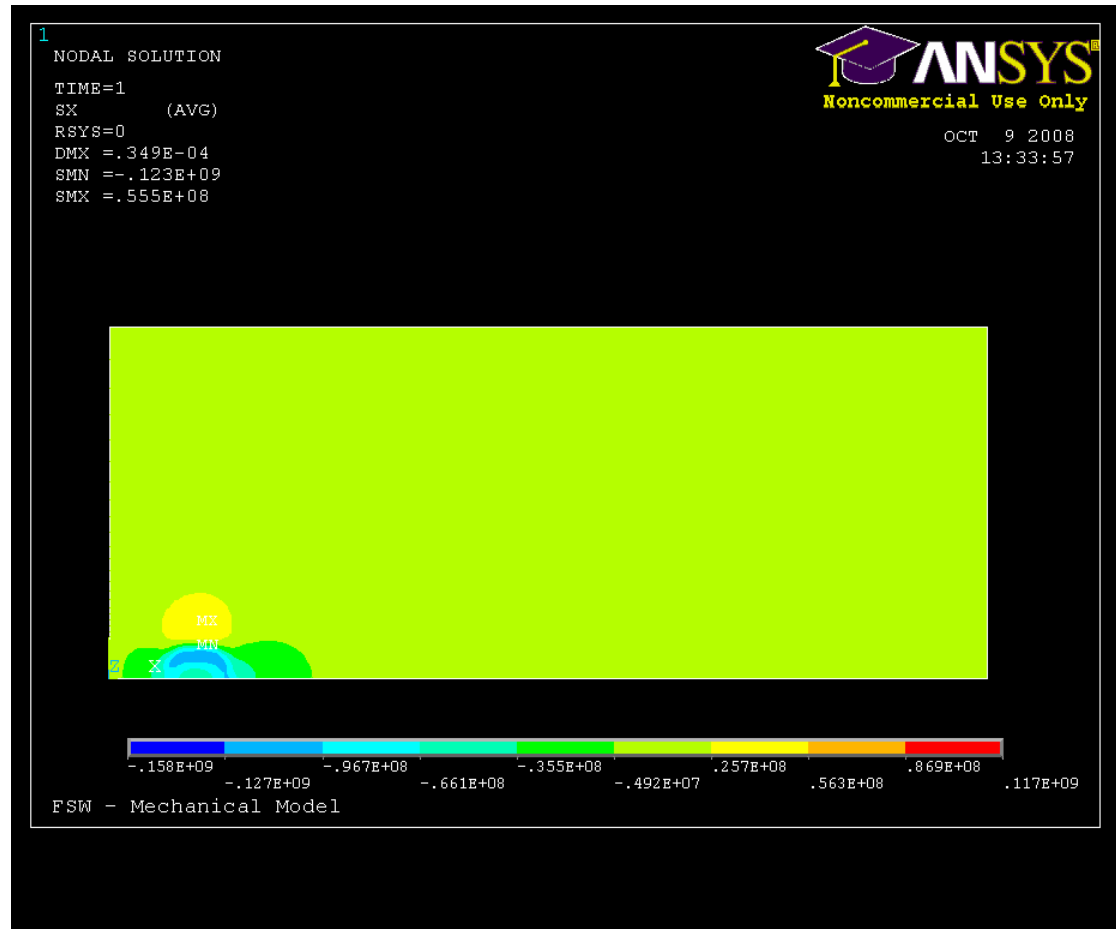 1
NODAL SOLUTION
TIME=1
SX (AVG)
RSYS=0
DMX =.349E-04
SMN =-.123E+09
SMX =.555E+08
ANSYS®
Noncommercial Use Only
OCT 9 2008
13:33:57
MX
MN
Z X
-.158E+09 -.967E+08 -.355E+08 .257E+08 .869E+08
-.127E+09 -.661E+08 -.492E+07 .563E+08 .117E+09
FSW - Mechanical Model